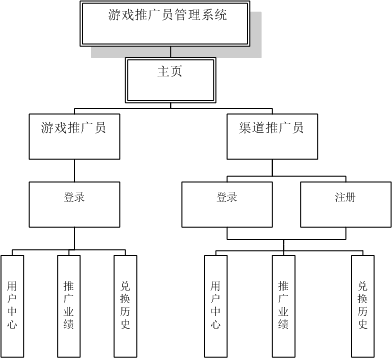 游戏推广员管理系统
主页
游戏推广员
渠道推广员
登录
登录
注册
用户中心
推广业绩
兑换历史
用户中心
推广业绩
兑换历史